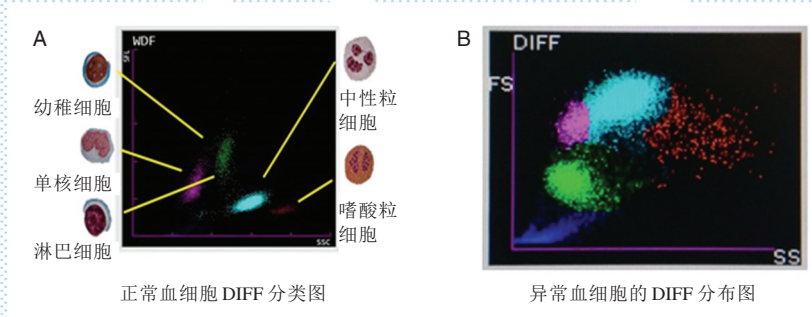 A
WDF
幼稚细胞
单核细胞
淋巴细胞
中性粒
细胞
嗜酸粒
细胞
SSC
正常血细胞 DIFF 分类图
B
DIFF
FS
SS
异常血细胞的 DIFF 分布图